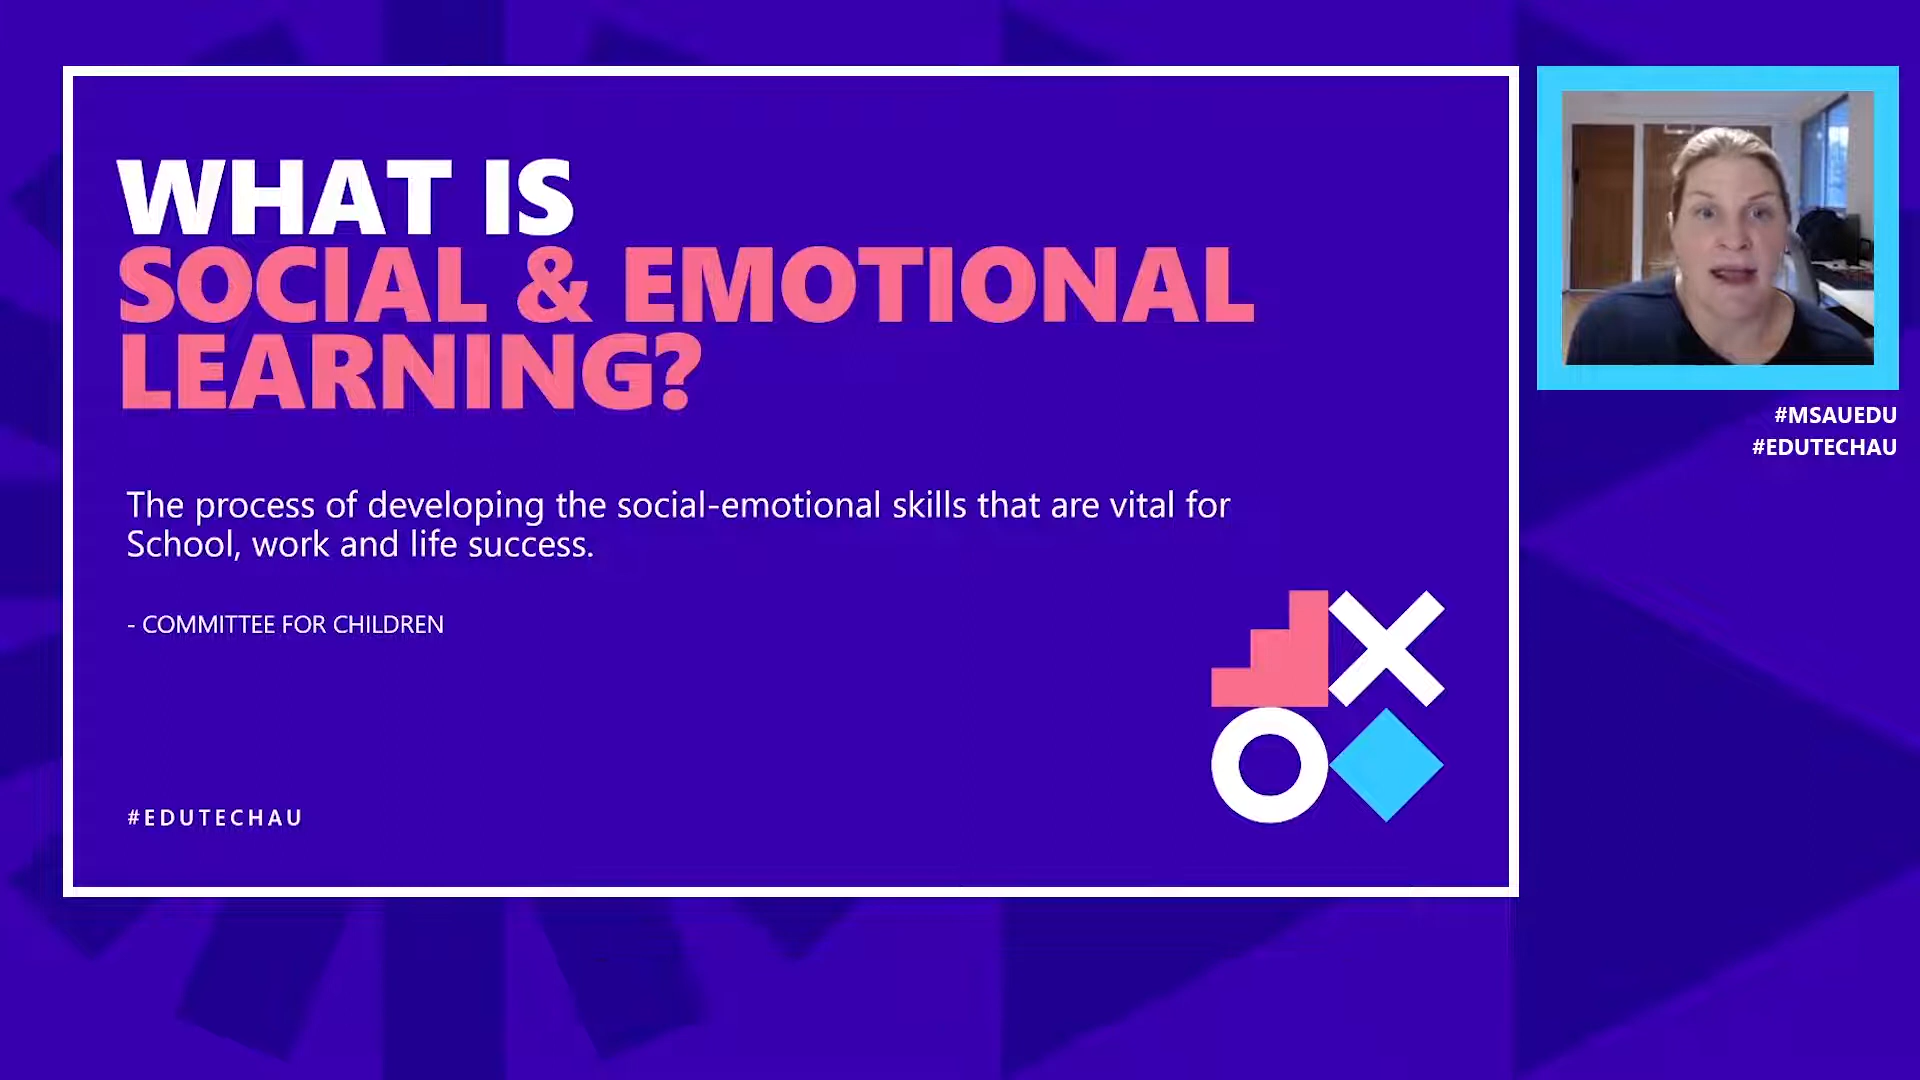 WHAT IS
SOCIAL & EMOTIONAL
LEARNING?
The process of developing the social-emotional skills that are vital for
School, work and life success.
- COMMITTEE FOR CHILDREN
#EDUTECHAU
#MSAUEDU
#EDUTECHAU